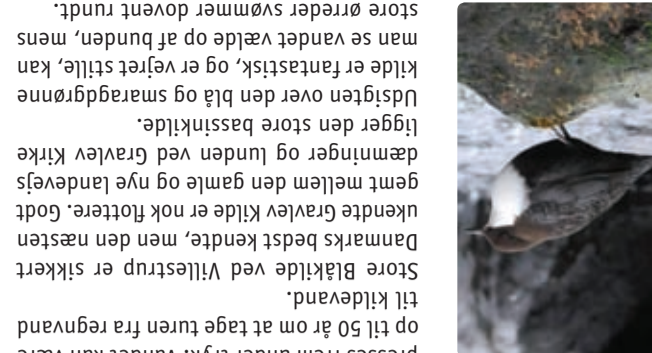 presses frem under tryk. Vandet kan være
op til 50 år om at tage turen fra regnvand
til kildevand.
Store Blåkilde ved Villestrup er sikkert
Danmarks bedst kendte, men den næsten
ukendte Gravlev Kilde er nok flottere. Godt
gemt mellem den gamle og nye landevejs
dæmninger og lunden ved Gravlev Kirke
ligger den store bassinkilde.
Udsigten over den blå og smaragdgrønne
kilde er fantastisk, og er vejret stille, kan
man se vandet vælde op af bunden, mens
store ørreder svømmer dovent rundt.